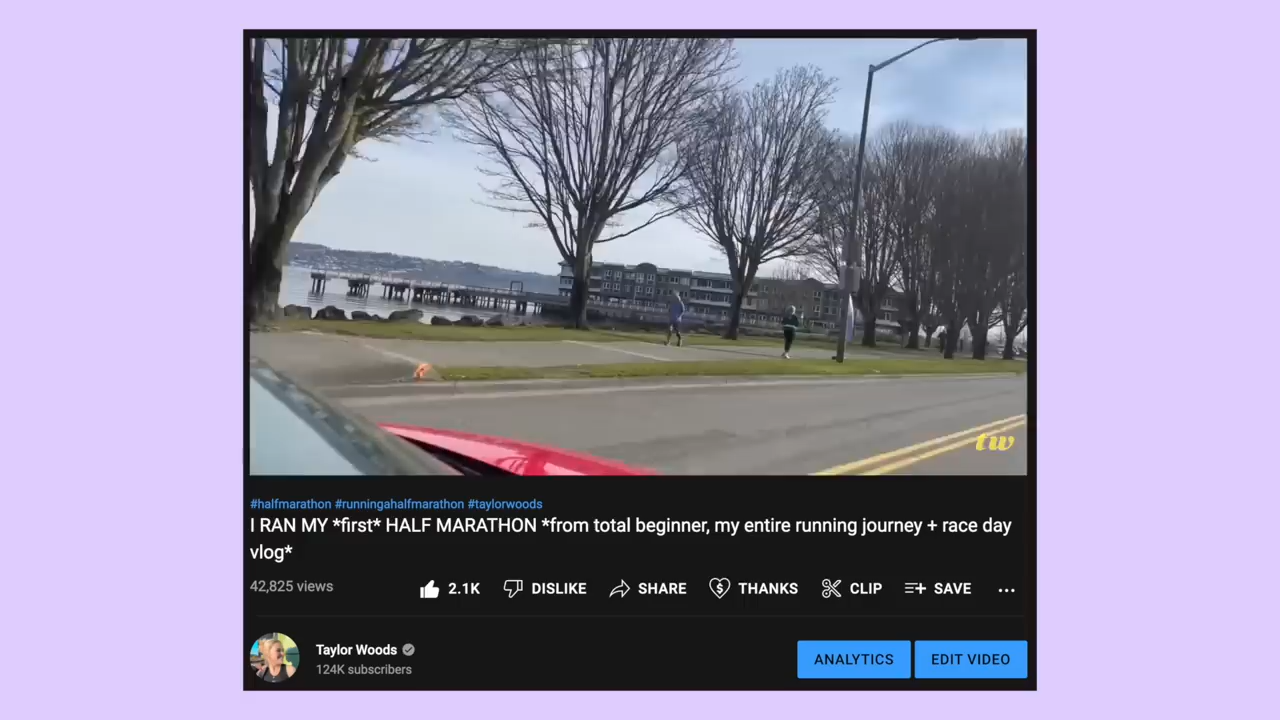 tw
#halfmarathon #runningahalfmarathon #taylorwoods
I RAN MY *first* HALF MARATHON *from total beginner, my entire running journey + race day
vlog*
42,825 views
2.1K
DISLIKE
SHARE
THANKS
CLIP
SAVE
...
Taylor Woods
124K subscribers
ANALYTICS
EDIT VIDEO